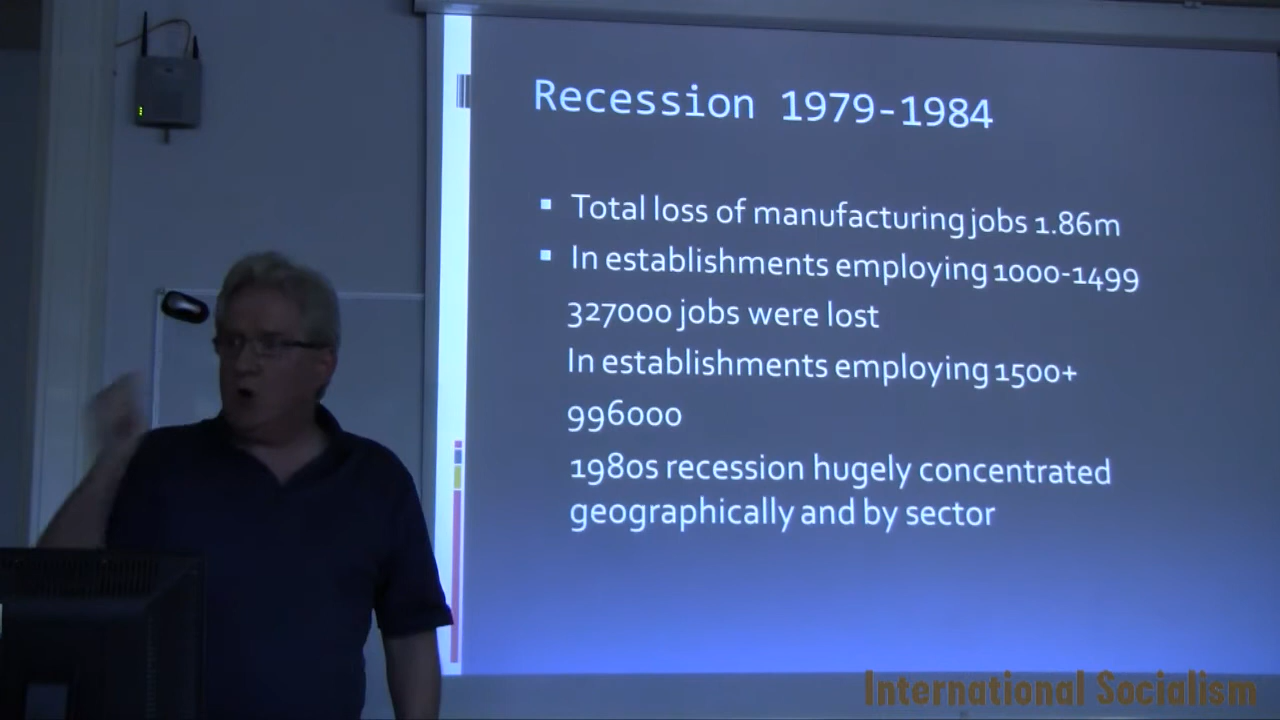 Recession 1979-1984
Total loss of manufacturing jobs 1.86m
In establishments employing 1000-1499
327000 jobs were lost
In establishments employing 1500+
996000
1980s recession hugely concentrated
geographically and by sector
International Socialism